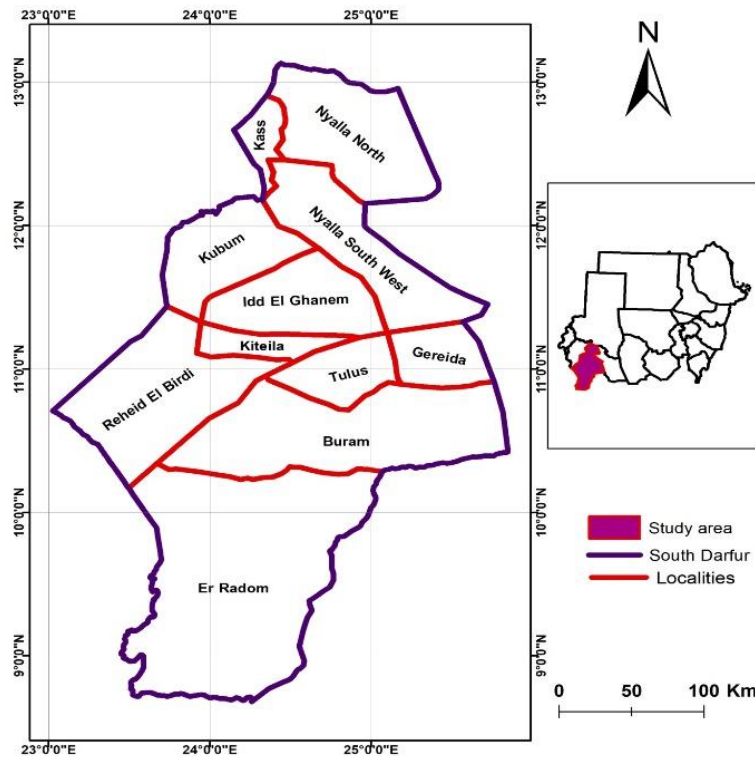 23°0'0"E 24°0'0"E 25°0'0"E
N
13°0'0"N
13°0'0"N
Kass
Nyalla North
12°0'0"N
12°0'0"N
Kubum
Nyalla South West
Idd El Ghanem
Kiteila
Gereida
11°0'0"N
11°0'0"N
Tulus
Reheid El Birdi
Buram
10°0'0"N
10°0'0"N
Study area
South Darfur
Localities
Er Radom
9°0'0"N
9°0'0"N
0 50 100 Km
23°0'0"E 24°0'0"E 25°0'0"E